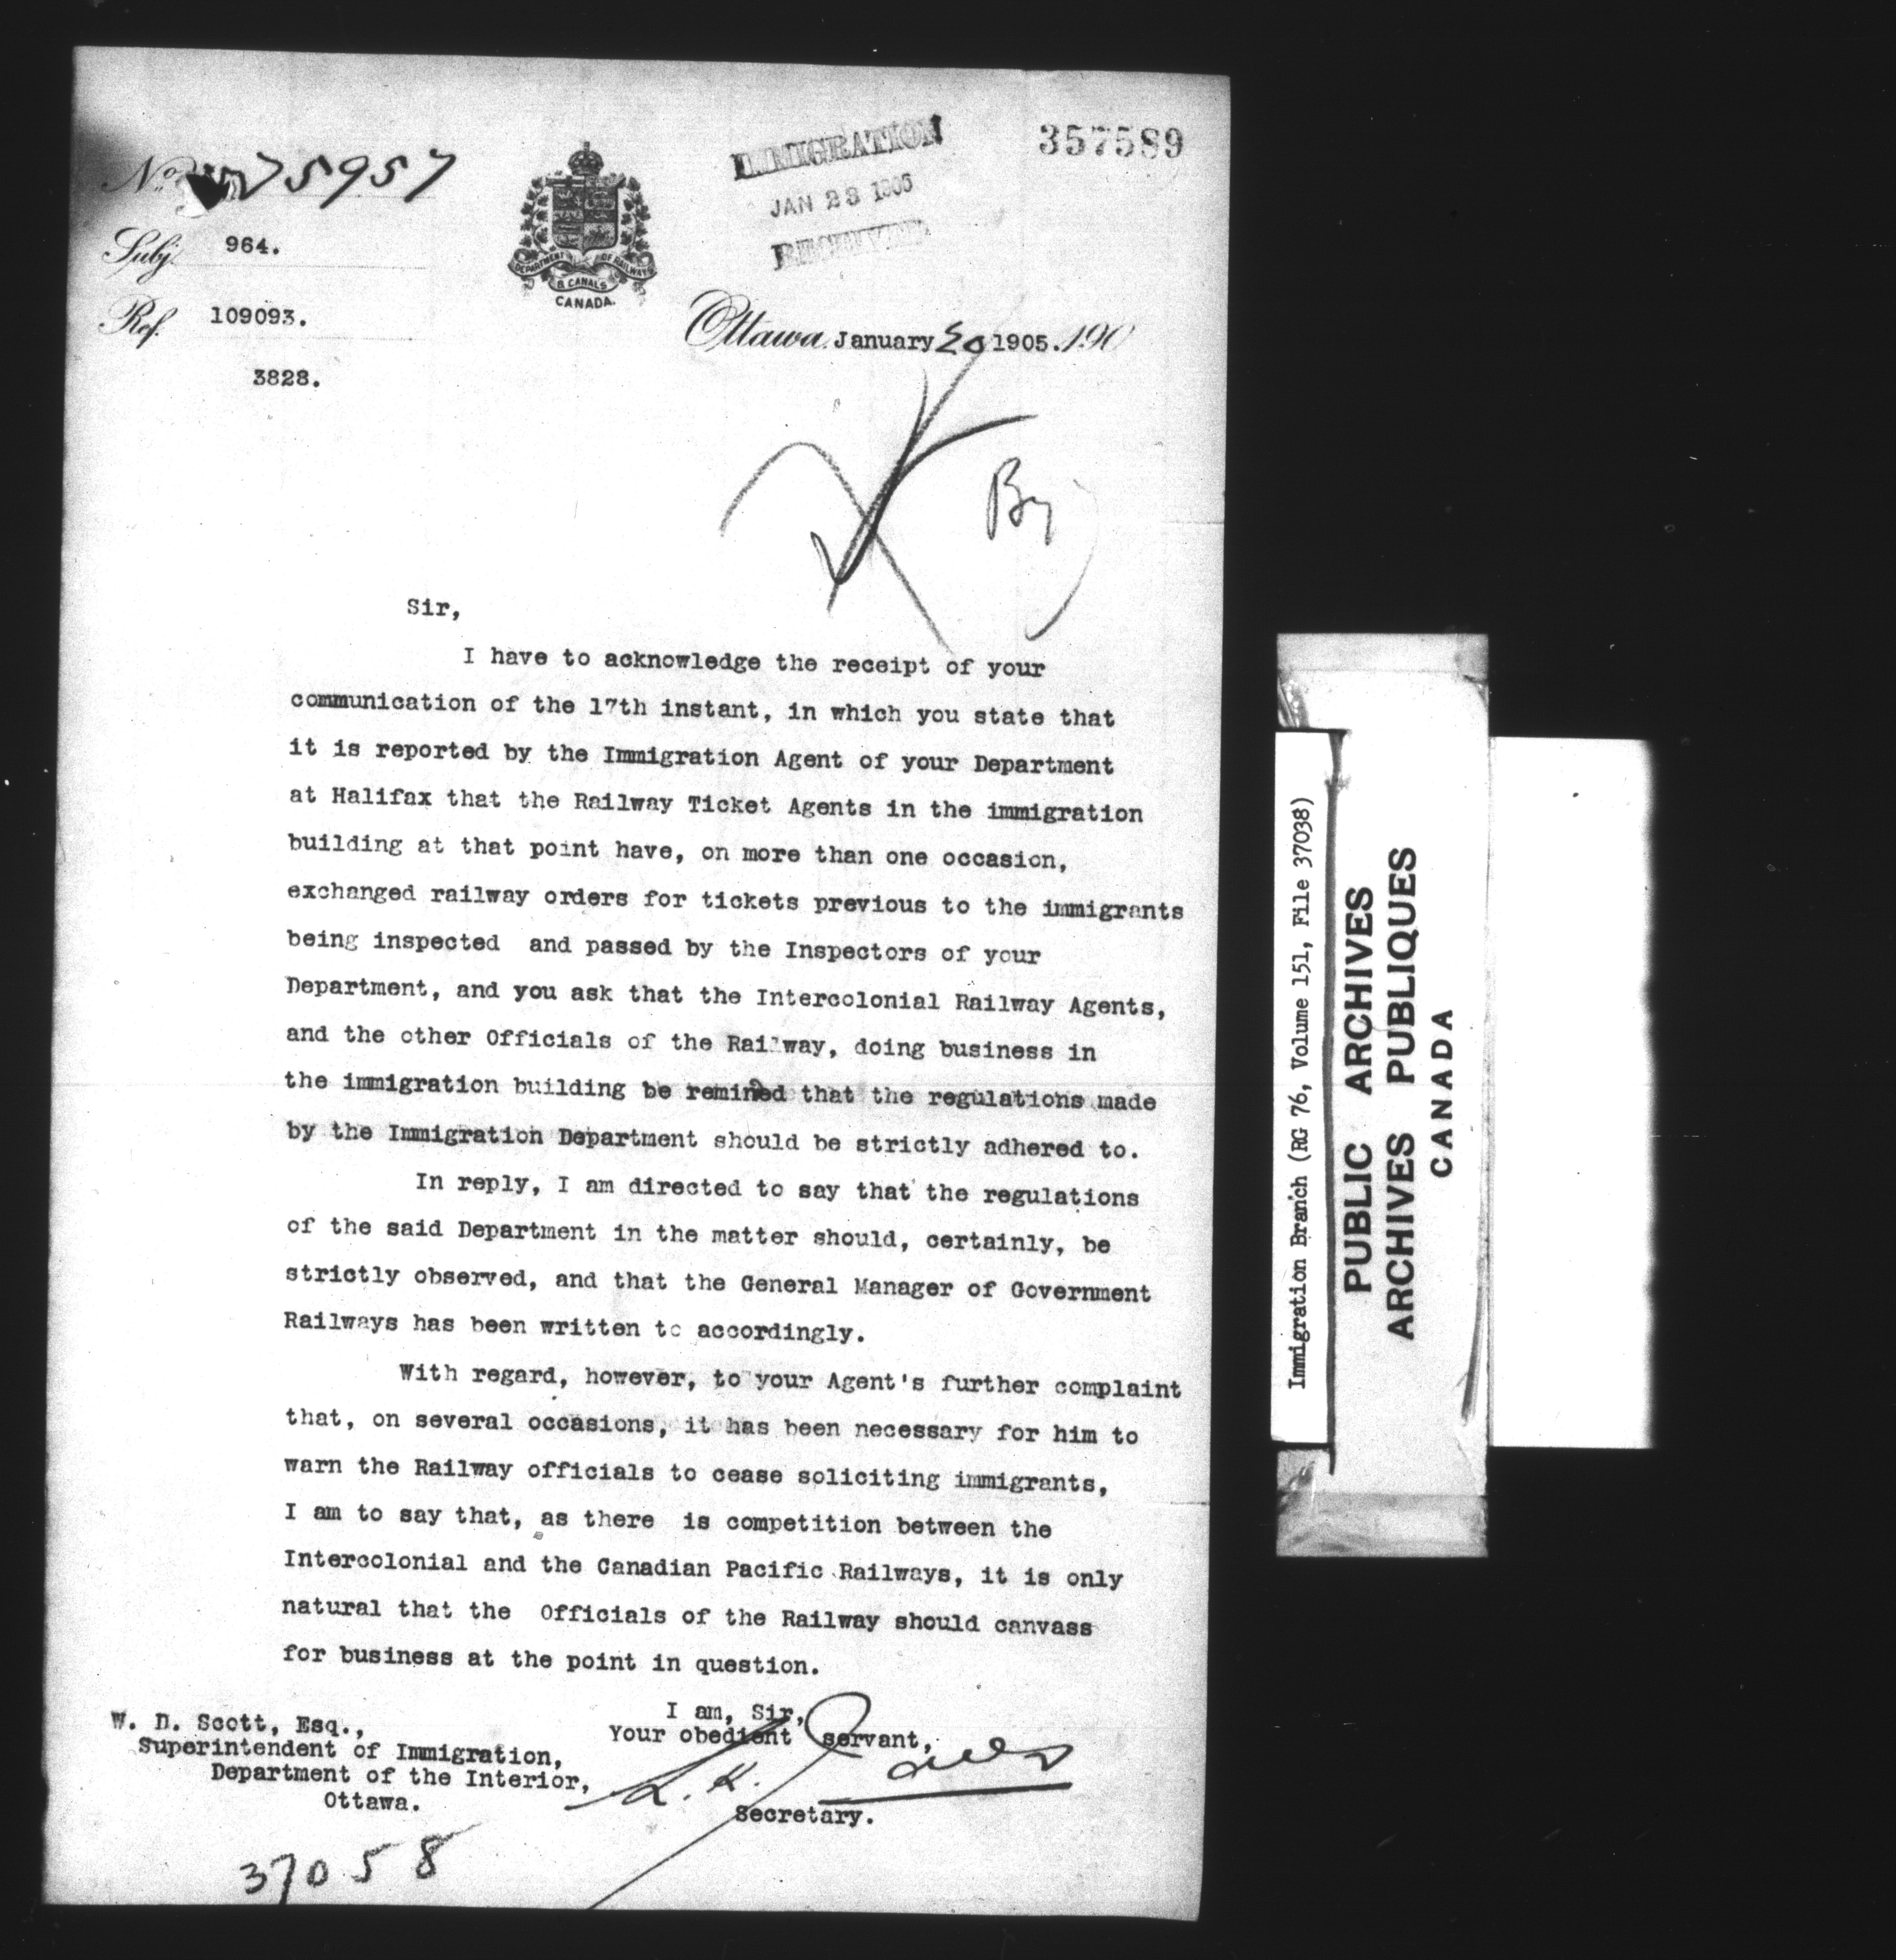 357589
IMMIGRATION
JAN 23 1905
RECEIVED
No. 75957
Subj. 964.
Ref. 109093.
3828.
DEPARTMENT OF RAILWAYS
& CANALS
CANADA.
Ottawa, January 20 1905. 190
Sir,
I have to acknowledge the receipt of your
communication of the 17th instant, in which you state that
it is reported by the Immigration Agent of your Department
at Halifax that the Railway Ticket Agents in the immigration
building at that point have, on more than one occasion,
exchanged railway orders for tickets previous to the immigrants
being inspected and passed by the Inspectors of your
Department, and you ask that the Intercolonial Railway Agents,
and the other Officials of the Railway, doing business in
the immigration building be remined that the regulations made
by the Immigration Department should be strictly adhered to.
In reply, I am directed to say that the regulations
of the said Department in the matter should, certainly, be
strictly observed, and that the General Manager of Government
Railways has been written to accordingly.
With regard, however, to your Agent's further complaint
that, on several occasions, it has been necessary for him to
warn the Railway officials to cease soliciting immigrants,
I am to say that, as there is competition between the
Intercolonial and the Canadian Pacific Railways, it is only
natural that the Officials of the Railway should canvass
for business at the point in question.
I am, Sir,
Your obedient servant,
L. K. Jones
Secretary.
W. D. Scott, Esq.,
Superintendent of Immigration,
Department of the Interior,
Ottawa.
37058
Immigration Branch (RG 76, Volume 151, File 37038)
PUBLIC ARCHIVES
ARCHIVES PUBLIQUES
CANADA